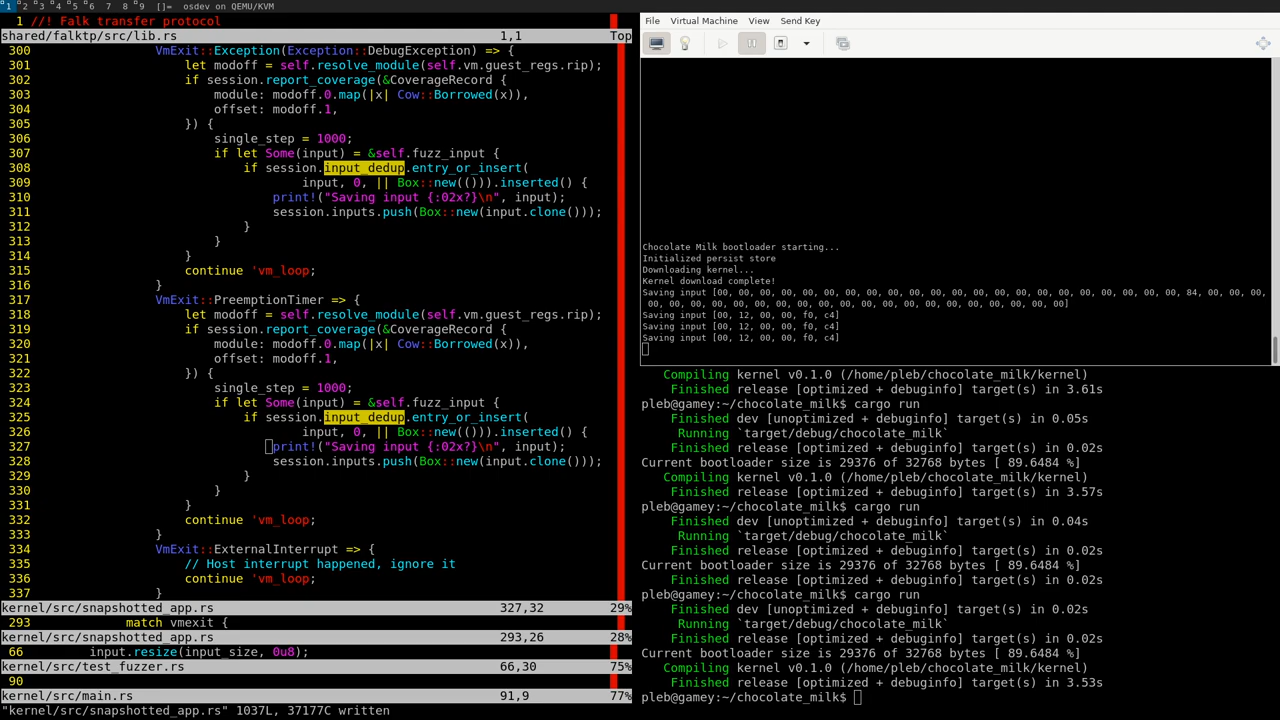 1 2 3 4 5 6 7 8 9 []= osdev on QEMU/KVM
1 //! Falk transfer protocol
shared/falktp/src/lib.rs 1,1 Top
300 VmExit::Exception(Exception::DebugException) => {
301 let modoff = self.resolve_module(self.vm.guest_regs.rip);
302 if session.report_coverage(&CoverageRecord {
303 module: modoff.0.map(|x| Cow::Borrowed(x)),
304 offset: modoff.1,
305 }) {
306 single_step = 1000;
307 if let Some(input) = &self.fuzz_input {
308 if session.input_dedup.entry_or_insert(
309 input, 0, || Box::new(())).inserted() {
310 print!("Saving input {:02x?}\n", input);
311 session.inputs.push(Box::new(input.clone()));
312 }
313 }
314 }
315 continue 'vm_loop;
316 }
317 VmExit::PreemptionTimer => {
318 let modoff = self.resolve_module(self.vm.guest_regs.rip);
319 if session.report_coverage(&CoverageRecord {
320 module: modoff.0.map(|x| Cow::Borrowed(x)),
321 offset: modoff.1,
322 }) {
323 single_step = 1000;
324 if let Some(input) = &self.fuzz_input {
325 if session.input_dedup.entry_or_insert(
326 input, 0, || Box::new(())).inserted() {
327 print!("Saving input {:02x?}\n", input);
328 session.inputs.push(Box::new(input.clone()));
329 }
330 }
331 }
332 continue 'vm_loop;
333 }
334 VmExit::ExternalInterrupt => {
335 // Host interrupt happened, ignore it
336 continue 'vm_loop;
337 }
kernel/src/snapshotted_app.rs 327,32 29%
293 match vmexit {
kernel/src/snapshotted_app.rs 293,26 28%
66 input.resize(input_size, 0u8);
kernel/src/test_fuzzer.rs 66,30 75%
90
kernel/src/main.rs 91,9 77%
"kernel/src/snapshotted_app.rs" 1037L, 37177C written
File Virtual Machine View Send Key
Chocolate Milk bootloader starting...
Initialized persist store
Downloading kernel...
Kernel download complete!
Saving input [00, 00, 00, 00, 00, 00, 00, 00, 00, 00, 00, 00, 00, 00, 00, 00, 00, 00, 00, 00, 00, 00, 84, 00, 00, 00,
00, 00, 00, 00, 00, 00, 00, 00, 00, 00, 00, 00, 00, 00, 00, 00, 00, 00, 00, 00]
Saving input [00, 12, 00, 00, f0, c4]
Saving input [00, 12, 00, 00, f0, c4]
Saving input [00, 12, 00, 00, f0, c4]
Compiling kernel v0.1.0 (/home/pleb/chocolate_milk/kernel)
Finished release [optimized + debuginfo] target(s) in 3.61s
pleb@gamey:~/chocolate_milk$ cargo run
Finished dev [unoptimized + debuginfo] target(s) in 0.05s
Running `target/debug/chocolate_milk`
Finished release [optimized + debuginfo] target(s) in 0.02s
Current bootloader size is 29376 of 32768 bytes [ 89.6484 %]
Compiling kernel v0.1.0 (/home/pleb/chocolate_milk/kernel)
Finished release [optimized + debuginfo] target(s) in 3.57s
pleb@gamey:~/chocolate_milk$ cargo run
Finished dev [unoptimized + debuginfo] target(s) in 0.04s
Running `target/debug/chocolate_milk`
Finished release [optimized + debuginfo] target(s) in 0.02s
Current bootloader size is 29376 of 32768 bytes [ 89.6484 %]
Finished release [optimized + debuginfo] target(s) in 0.02s
pleb@gamey:~/chocolate_milk$ cargo run
Finished dev [unoptimized + debuginfo] target(s) in 0.02s
Running `target/debug/chocolate_milk`
Finished release [optimized + debuginfo] target(s) in 0.02s
Current bootloader size is 29376 of 32768 bytes [ 89.6484 %]
Compiling kernel v0.1.0 (/home/pleb/chocolate_milk/kernel)
Finished release [optimized + debuginfo] target(s) in 3.53s
pleb@gamey:~/chocolate_milk$